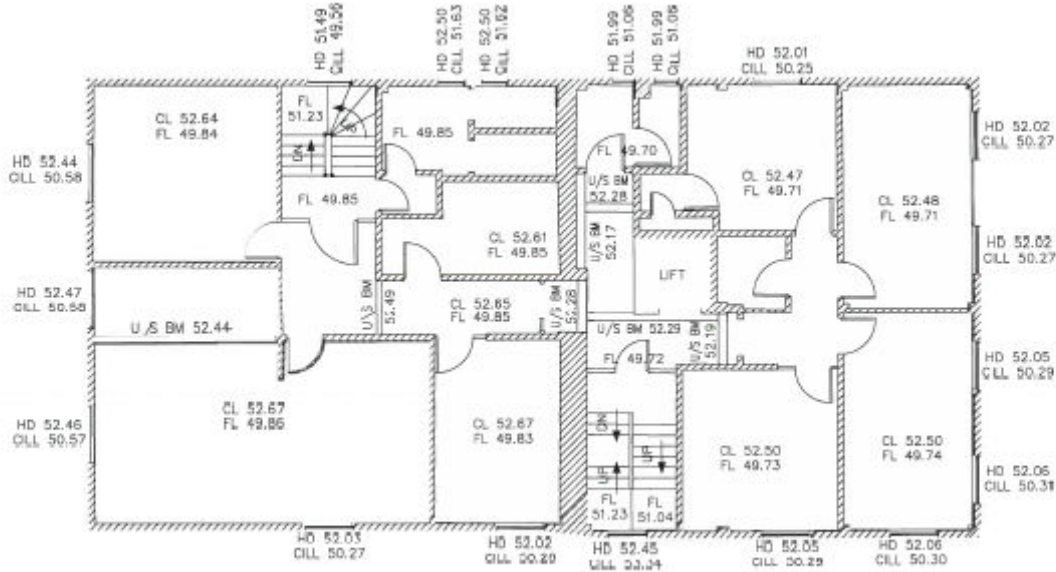 HD 51.49
CILL 49.56
HD 52.50
CILL 51.63
HD 52.50
CILL 51.62
HD 51.99
CILL 51.06
HD 51.99
CILL 51.06
HD 52.01
CILL 50.25
CL 52.64
FL 49.84
FL
51.23
UP
DN
FL 49.85
FL 49.85
FL 49.70
U/S BM
52.28
CL 52.47
FL 49.71
CL 52.48
FL 49.71
HD 52.02
CILL 50.27
HD 52.44
CILL 50.58
CL 52.61
FL 49.85
U/S BM
52.17
LIFT
HD 52.02
CILL 50.27
HD 52.47
CILL 50.58
U/S BM 52.44
U/S BM
52.49
CL 52.65
FL 49.85
U/S BM
52.28
U/S BM 52.29
FL 49.72
U/S BM
52.19
HD 52.05
CILL 50.29
CL 52.67
FL 49.86
CL 52.67
FL 49.83
HD 52.46
CILL 50.57
DN
UP
UP
FL
51.23
FL
51.04
CL 52.50
FL 49.73
CL 52.50
FL 49.74
HD 52.06
CILL 50.31
HD 52.03
CILL 50.27
HD 52.02
CILL
HD 52.45
CILL
HD 52.05
CILL 50.29
HD 52.06
CILL 50.30